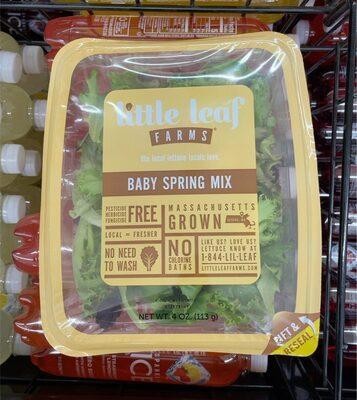 little leaf
FARMS
the local lettuce locals love.
BABY SPRING MIX
PESTICIDE
HERBICIDE
FUNGICIDE
FREE
LOCAL = FRESHER
NO NEED
TO WASH
MASSACHUSETTS
GROWN
NO
CHLORINE
BATHS
LIKE US? LOVE US?
LETTUCE KNOW AT
1-844-LIL-LEAF
LITTLELEAFFARMS.COM
NET WT. 4 OZ. (113 g)
LIFT &
RESEAL